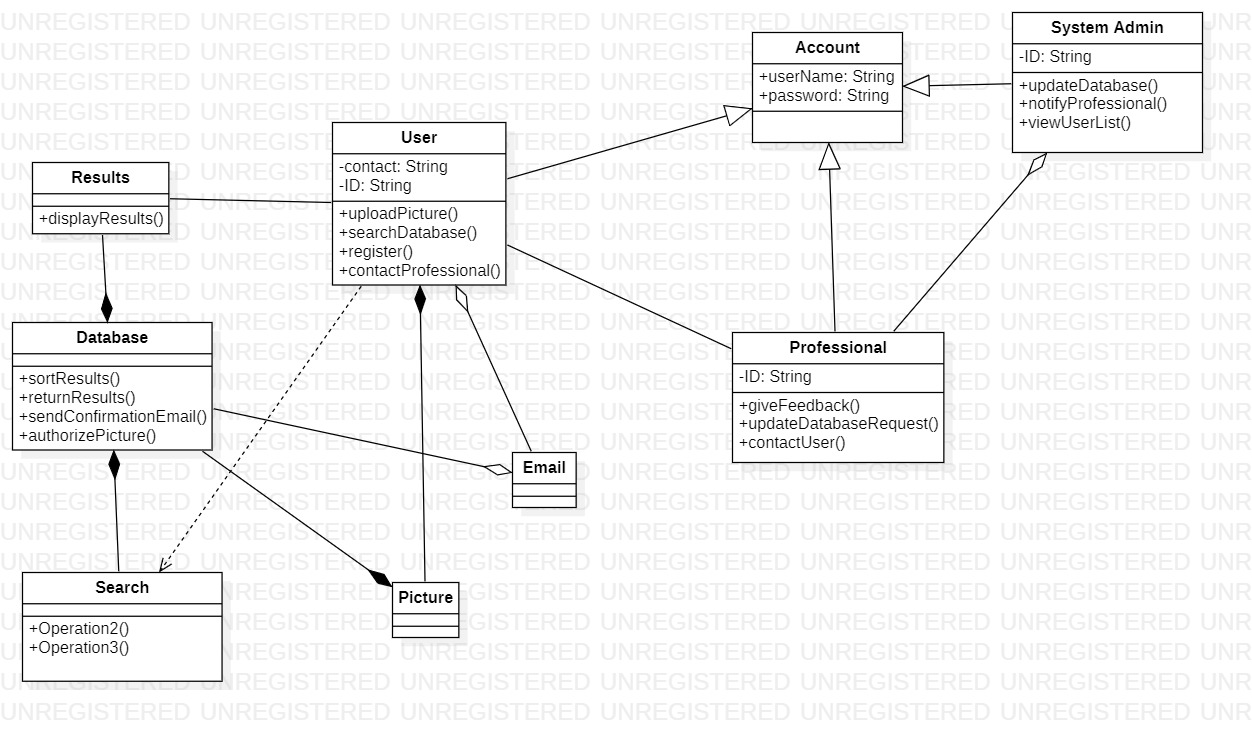 System Admin
-ID: String
+updateDatabase()
+notifyProfessional()
+viewUserList()
Account
+userName: String
+password: String
User
-contact: String
-ID: String
+uploadPicture()
+searchDatabase()
+register()
+contactProfessional()
Results
+displayResults()
Database
+sortResults()
+returnResults()
+sendConfirmationEmail()
+authorizePicture()
Professional
-ID: String
+giveFeedback()
+updateDatabaseRequest()
+contactUser()
Email
Search
+Operation2()
+Operation3()
Picture
UNREGISTERED